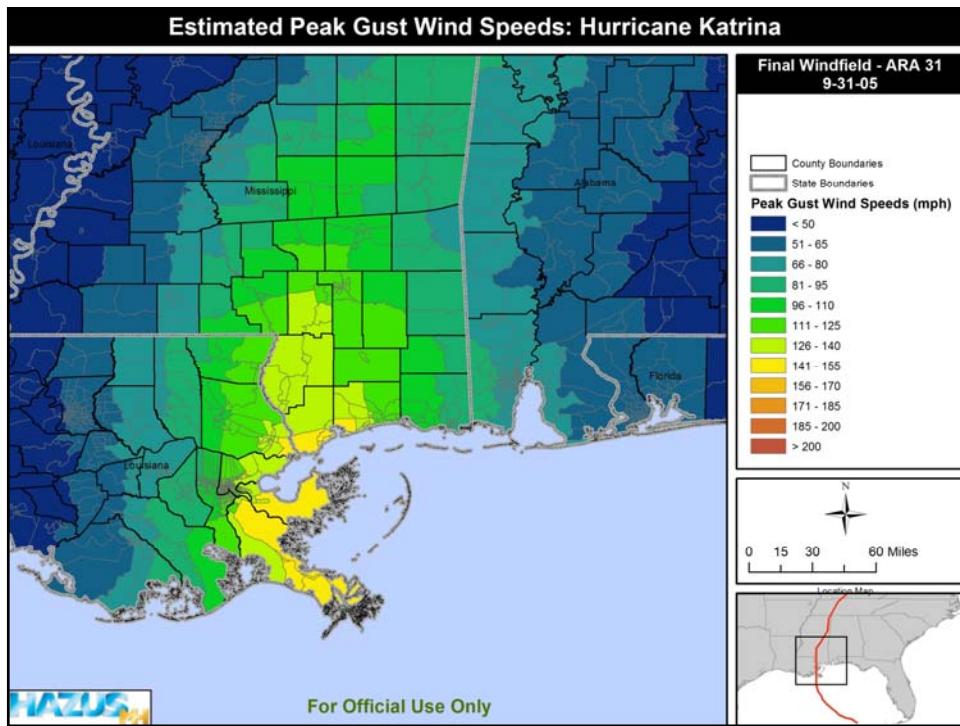 Estimated Peak Gust Wind Speeds: Hurricane Katrina
Final Windfield - ARA 31
9-31-05
Louisiana
Mississippi
Alabama
Florida
Louisiana
County Boundaries
State Boundaries
Peak Gust Wind Speeds (mph)
< 50
51 - 65
66 - 80
81 - 95
96 - 110
111 - 125
126 - 140
141 - 155
156 - 170
171 - 185
185 - 200
> 200
N
0 15 30 60 Miles
Location Map
HAZUS MH
For Official Use Only